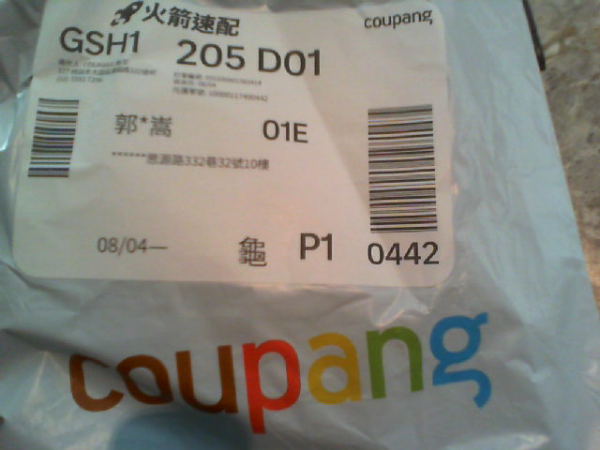 火箭速配
coupang
GSH1 205 D01
郭*嵩
01E
******思源路332巷32號10樓
08/04—
龜
P1
0442
coupang